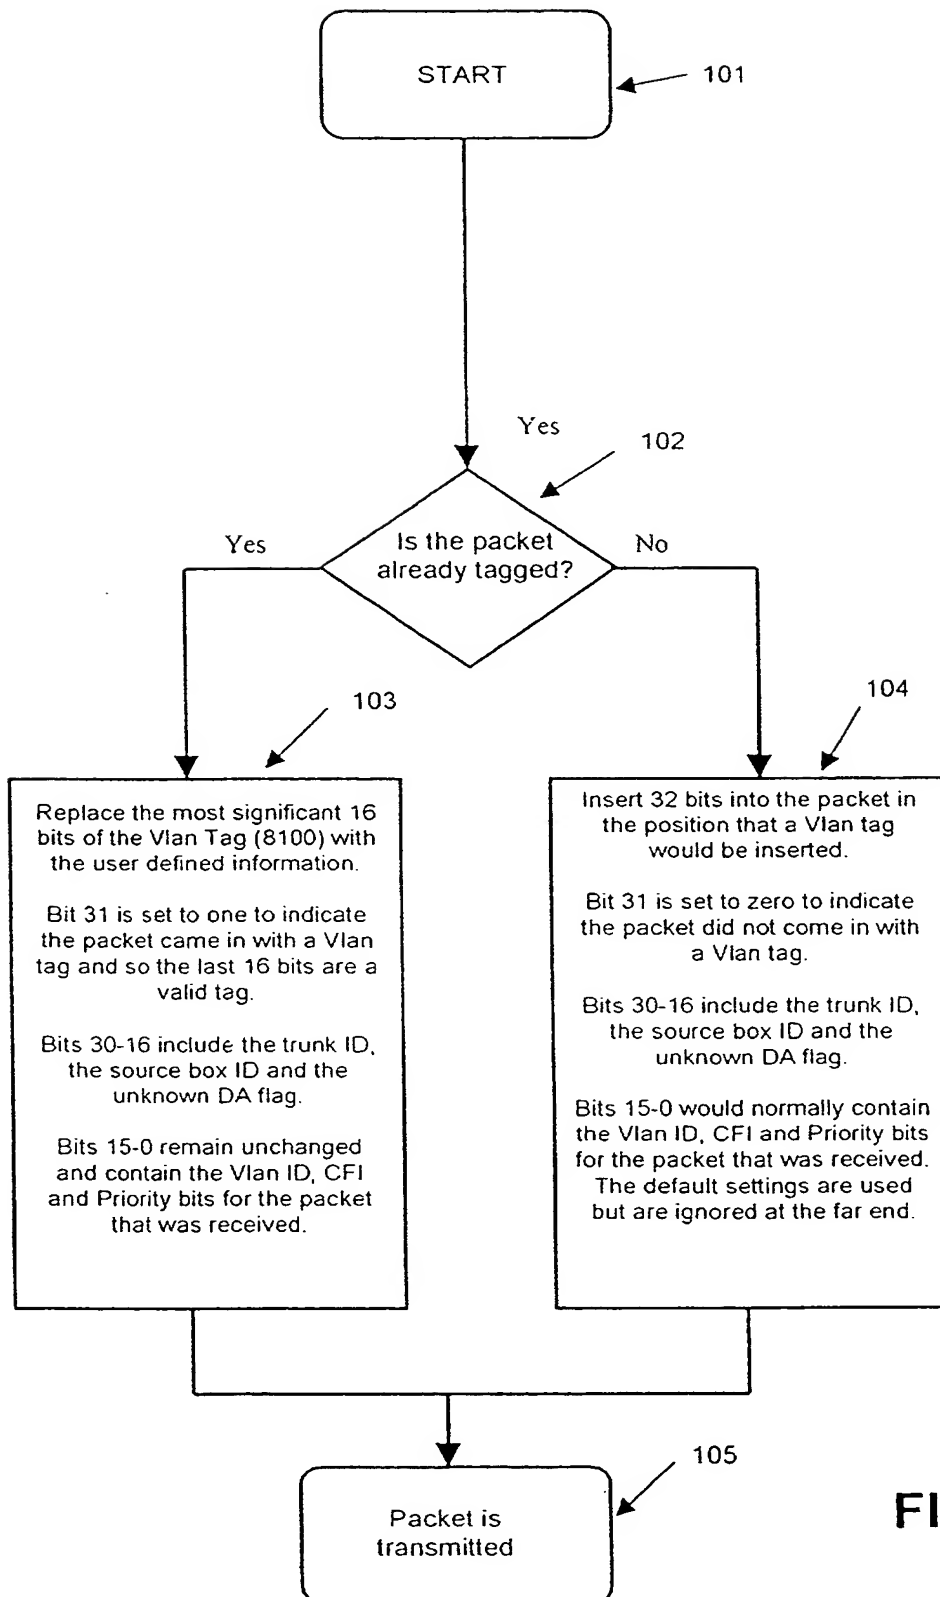 START
101
Yes
102
Is the packet
already tagged?
Yes
No
103
104
Replace the most significant 16
bits of the Vlan Tag (8100) with
the user defined information.
Bit 31 is set to one to indicate
the packet came in with a Vlan
tag and so the last 16 bits are a
valid tag.
Bits 30-16 include the trunk ID,
the source box ID and the
unknown DA flag.
Bits 15-0 remain unchanged
and contain the Vlan ID, CFI
and Priority bits for the packet
that was received.
Insert 32 bits into the packet in
the position that a Vlan tag
would be inserted.
Bit 31 is set to zero to indicate
the packet did not come in with
a Vlan tag.
Bits 30-16 include the trunk ID,
the source box ID and the
unknown DA flag.
Bits 15-0 would normally contain
the Vlan ID, CFI and Priority bits
for the packet that was received.
The default settings are used
but are ignored at the far end.
105
Packet is
transmitted
FI